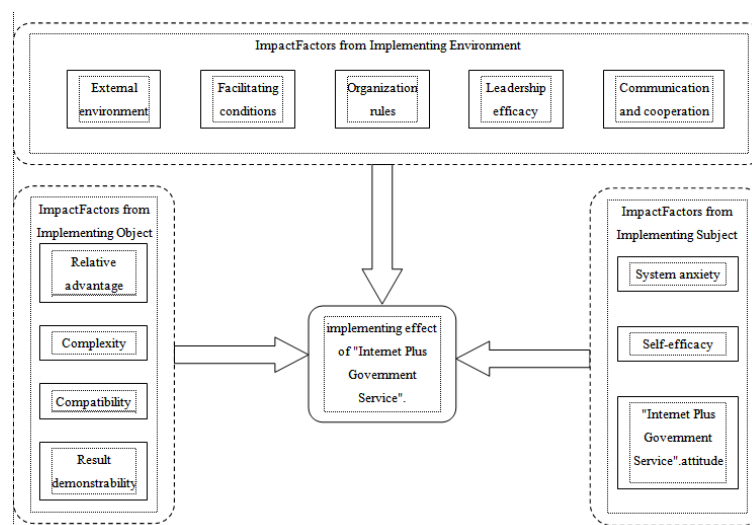 ImpactFactors from Implementing Environment
External
environment
Facilitating
conditions
Organization
rules
Leadership
efficacy
Communication
and cooperation
ImpactFactors from
Implementing Object
Relative
advantage
Complexity
Compatibility
Result
demonstrability
implementing effect
of "Internet Plus
Government
Service".
ImpactFactors from
Implementing Subject
System anxiety
Self-efficacy
"Internet Plus
Government
Service".attitude